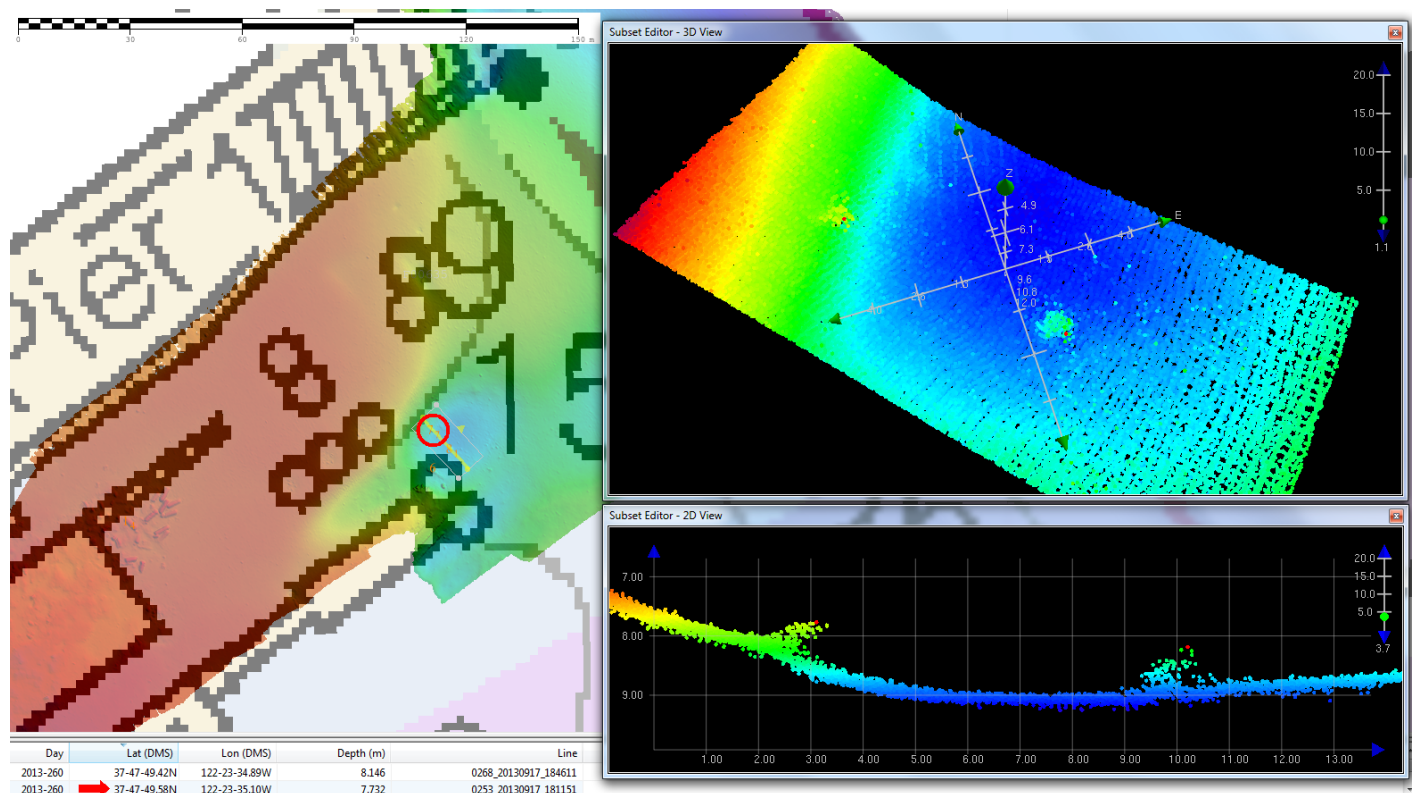 0 30 60 90 120 150 m
Pier
Subset Editor - 3D View
x
20.0
15.0
10.0
5.0
1.1
N
Z
E
4.9
6.1
7.3
9.6
10.8
12.0
Subset Editor - 2D View
x
7.00
8.00
9.00
20.0
15.0
10.0
5.0
3.7
1.00 2.00 3.00 4.00 5.00 6.00 7.00 8.00 9.00 10.00 11.00 12.00 13.00
Day Lat (DMS) Lon (DMS) Depth (m) Line
2013-260 37-47-49.42N 122-23-34.89W 8.146 0268_20130917_184611
2013-260 37-47-49.58N 122-23-35.10W 7.732 0253_20130917_181151